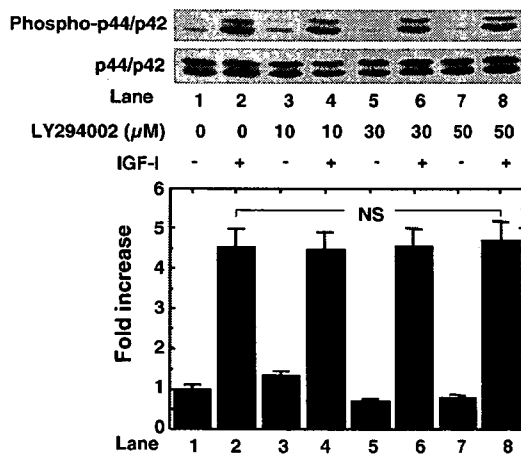 Phospho-p44/p42
p44/p42
Lane 1 2 3 4 5 6 7 8
LY294002 (µM) 0 0 10 10 30 30 50 50
IGF-I - + - + - + - +
6
5
4
3
2
1
0
Fold increase
NS
Lane 1 2 3 4 5 6 7 8